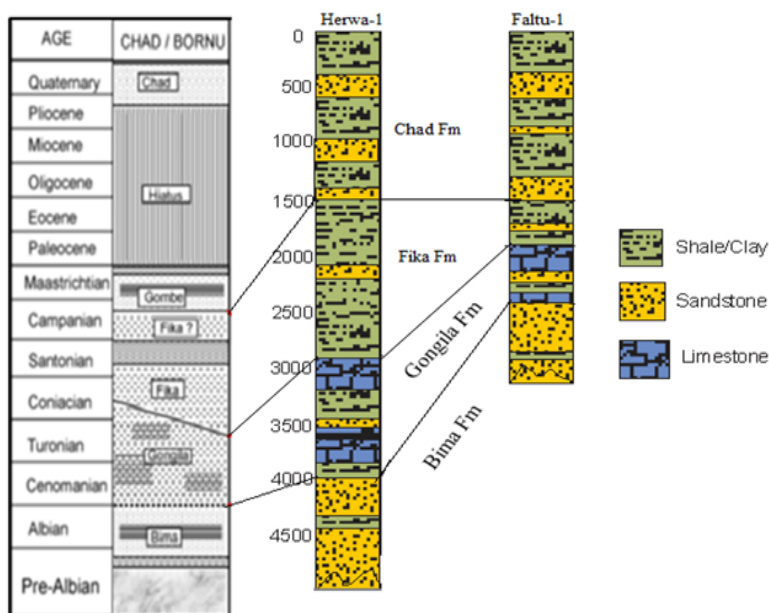 AGE
CHAD / BORNU
Quaternary
Pliocene
Miocene
Oligocene
Eocene
Paleocene
Maastrichtian
Campanian
Santonian
Coniacian
Turonian
Cenomanian
Albian
Pre-Albian
Chad
Hiatus
Gombe
Fika ?
Fika
Gongila
Bima
Herwa-1
Faltu-1
0
500
1000
1500
2000
2500
3000
3500
4000
4500
Chad Fm
Fika Fm
Gongila Fm
Bima Fm
Shale/Clay
Sandstone
Limestone